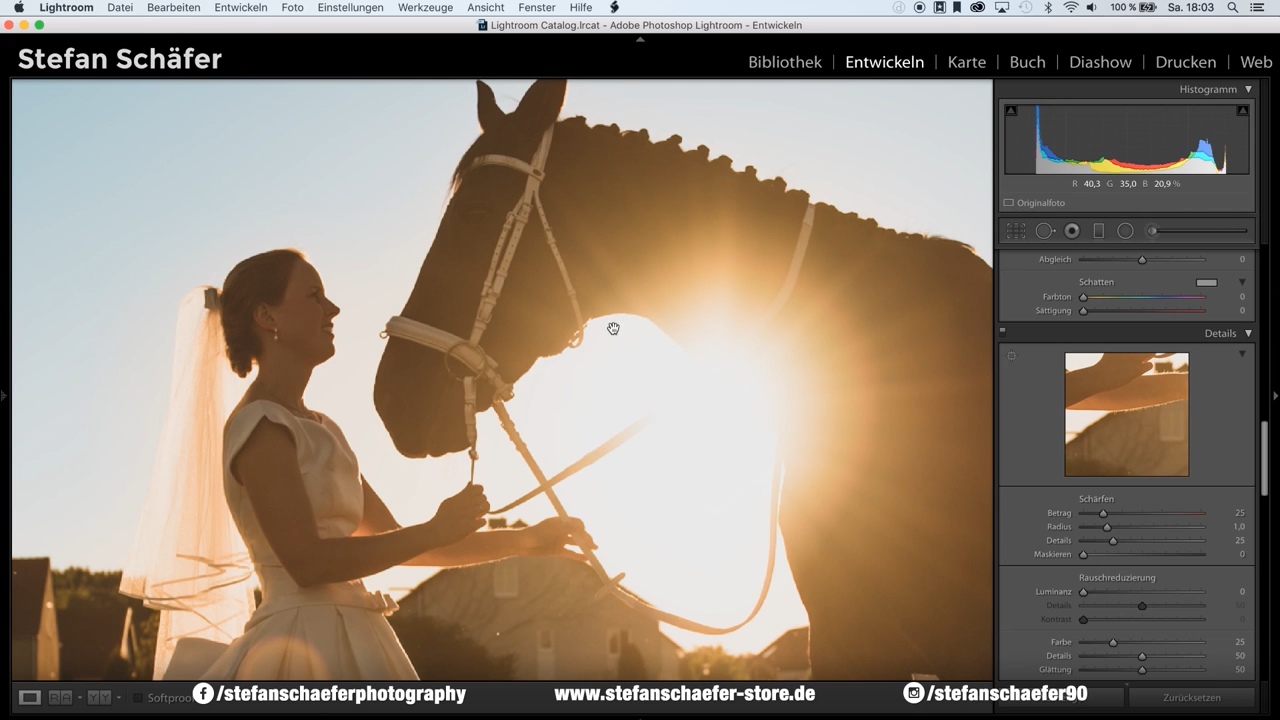 Lightroom Datei Bearbeiten Entwickeln Foto Einstellungen Werkzeuge Ansicht Fenster Hilfe 100 % Sa. 18:03
Lightroom Catalog.lrcat - Adobe Photoshop Lightroom - Entwickeln
Stefan Schäfer Bibliothek | Entwickeln | Karte | Buch | Diashow | Drucken | Web
Histogramm
R 40,3 G 35,0 B 20,9 %
Originalfoto
Abgleich 0
Schatten
Farbton 0
Sättigung 0
Details
Schärfen
Betrag 25
Radius 1,0
Details 25
Maskieren 0
Rauschreduzierung
Luminanz 0
Details 50
Kontrast 0
Farbe 25
Details 50
Glättung 50
Softproof
/stefanschaeferphotography www.stefanschaefer-store.de /stefanschaefer90
Zurücksetzen